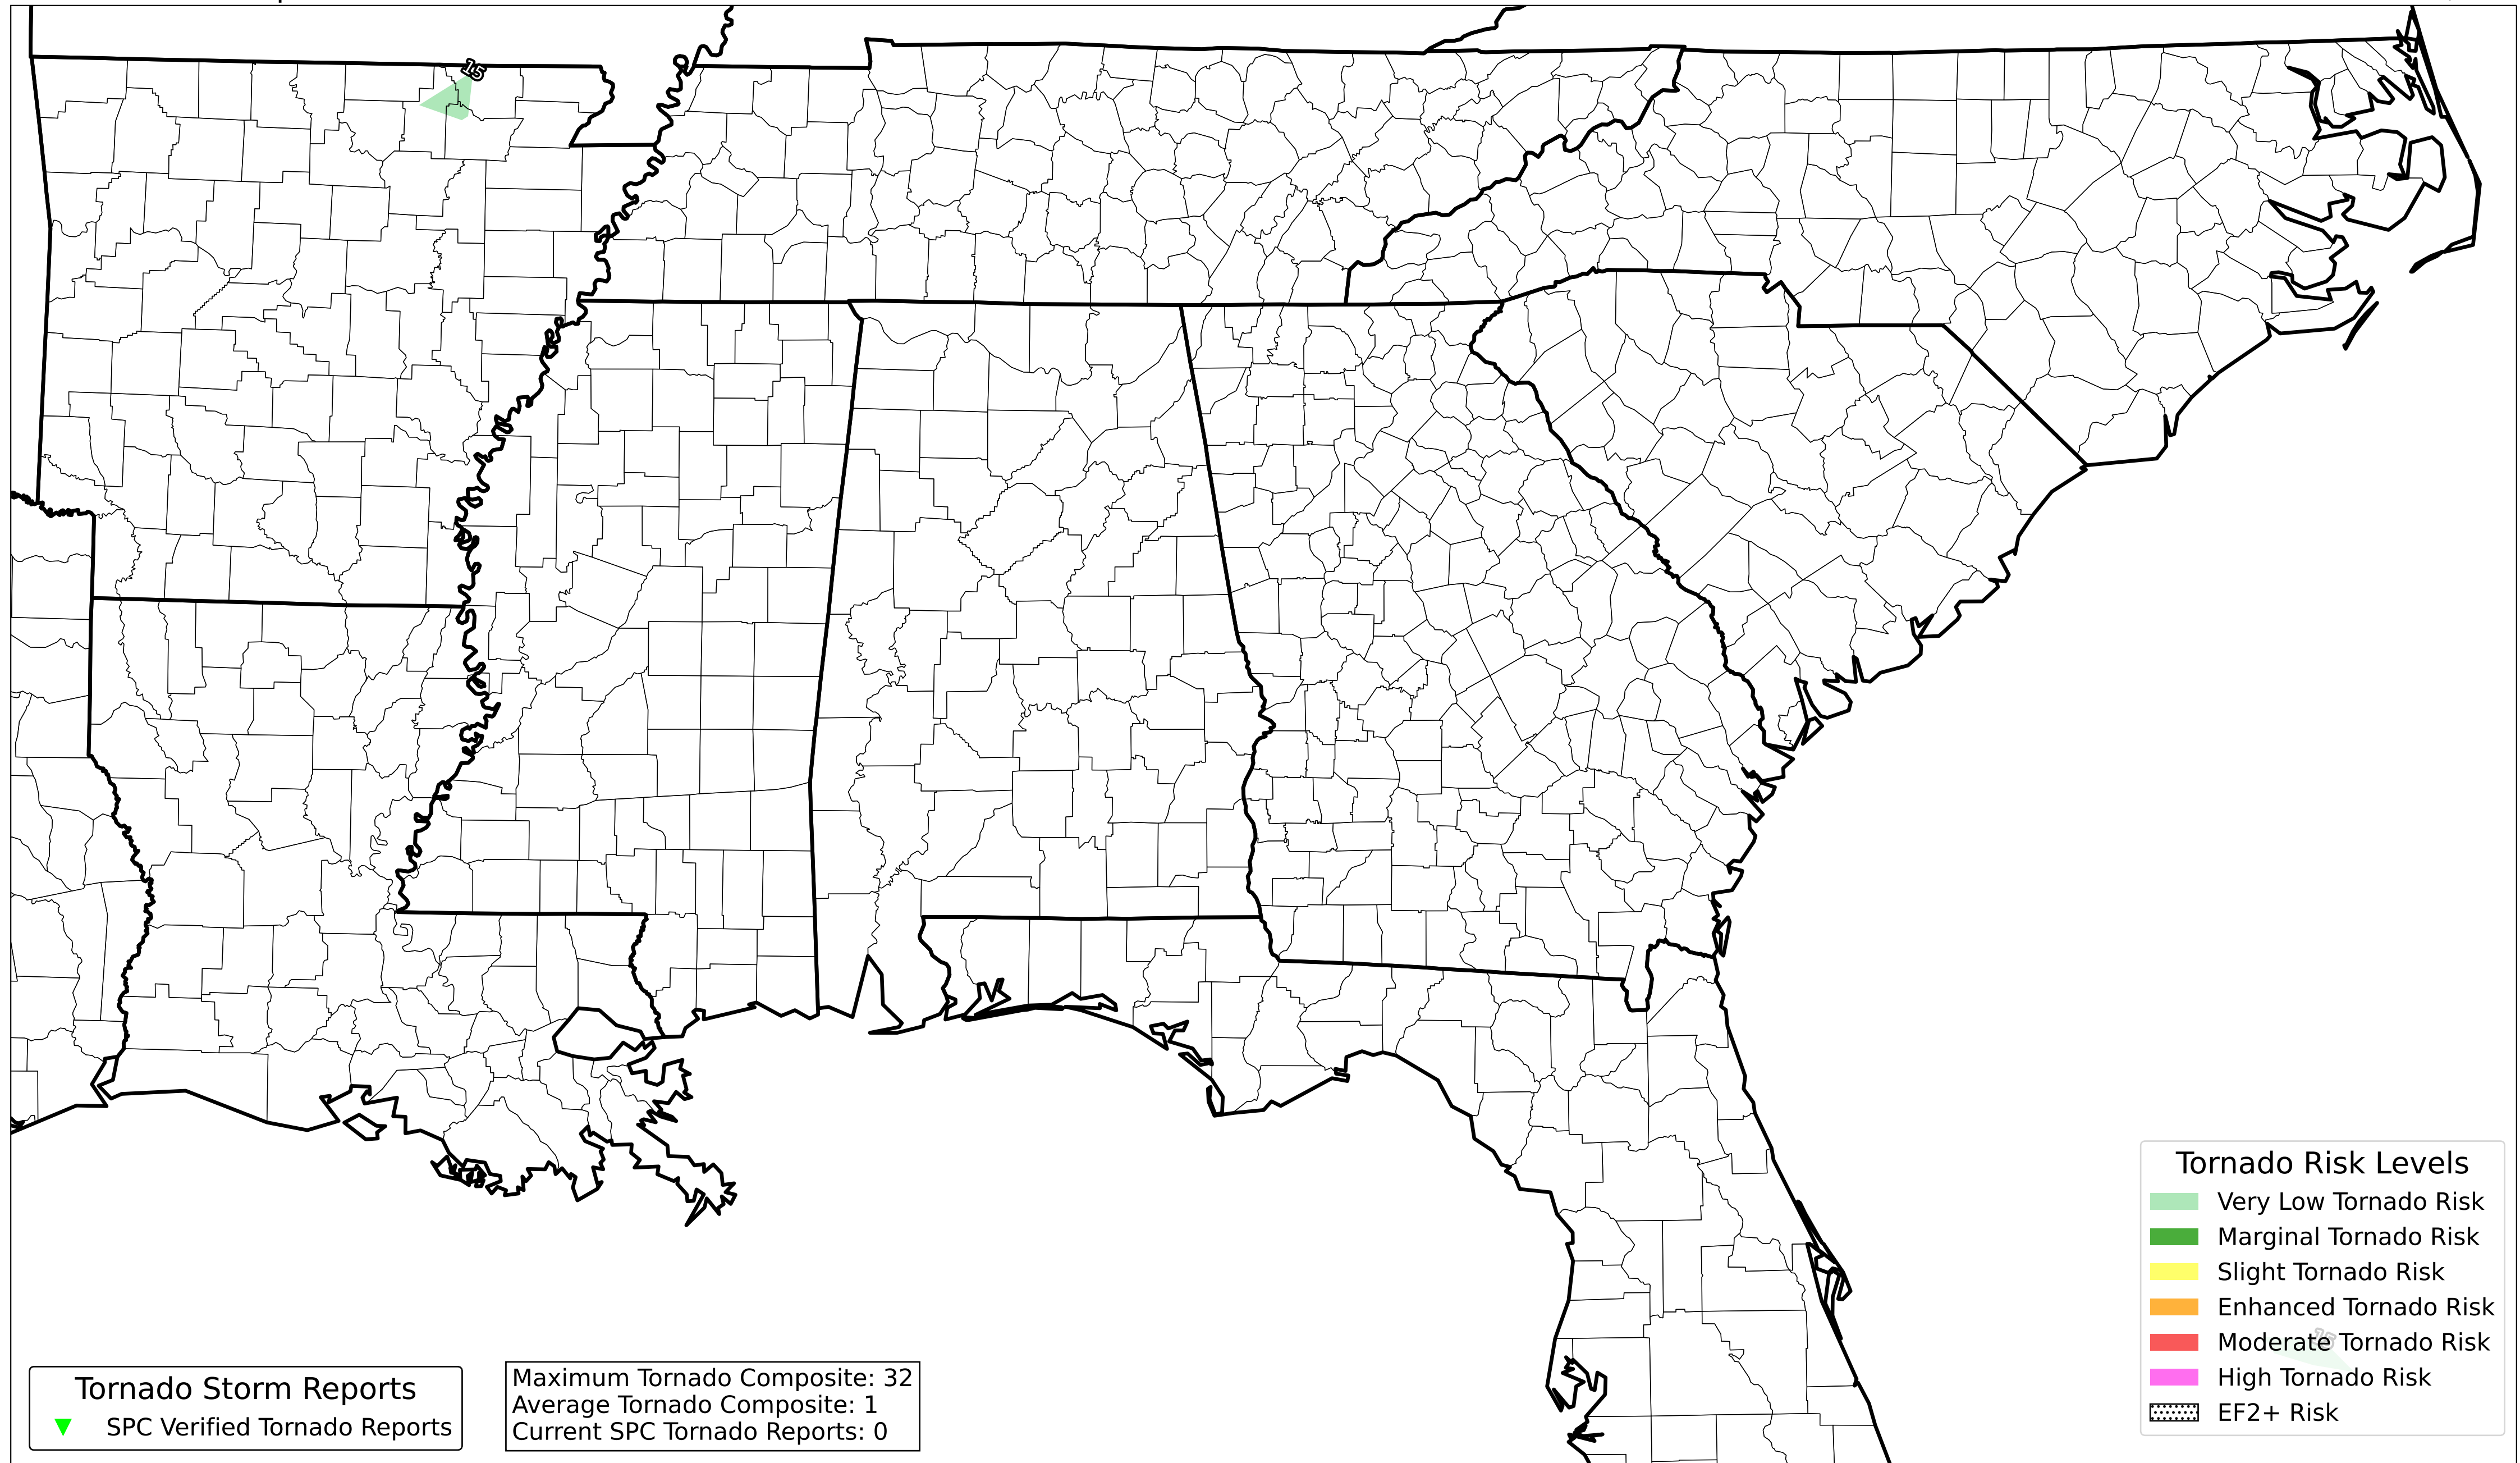 15
Tornado Risk Levels
Very Low Tornado Risk
Marginal Tornado Risk
Slight Tornado Risk
Enhanced Tornado Risk
15
Moderate Tornado Risk
High Tornado Risk
EF2+ Risk
Tornado Storm Reports
SPC Verified Tornado Reports
Maximum Tornado Composite: 32
Average Tornado Composite: 1
Current SPC Tornado Reports: 0